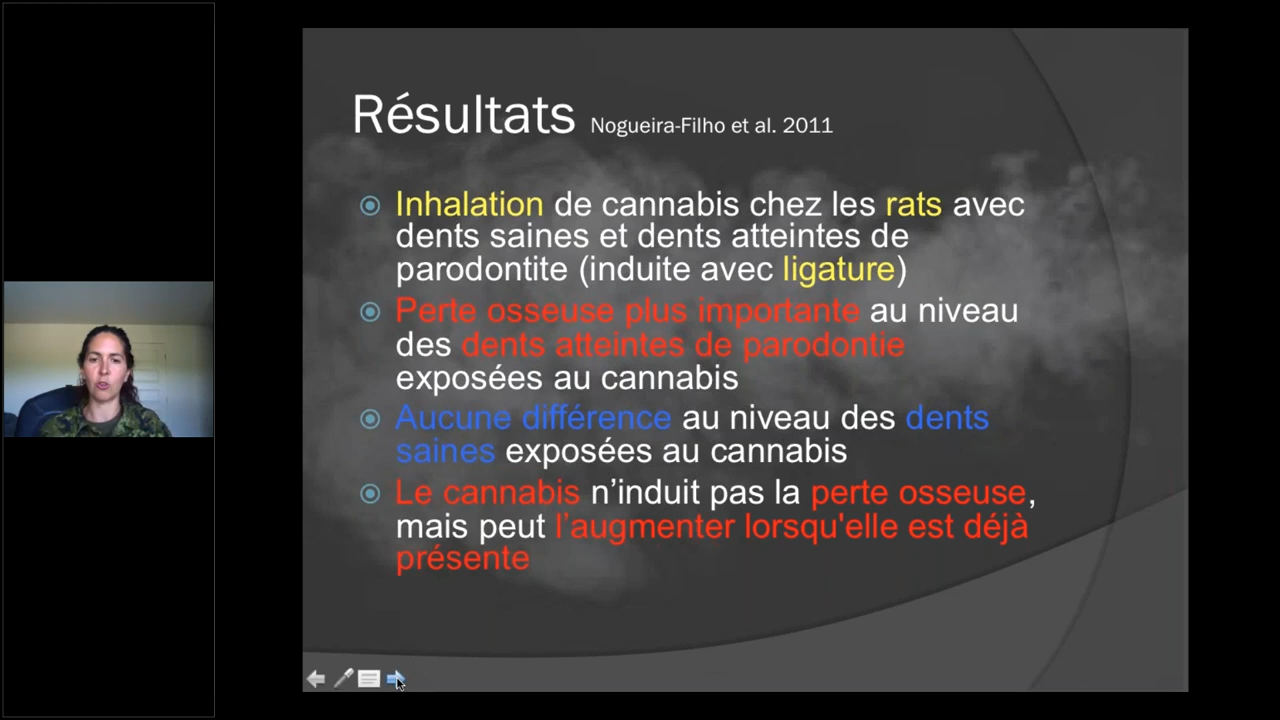 Résultats Nogueira-Filho et al. 2011
Inhalation de cannabis chez les rats avec
dents saines et dents atteintes de
parodontite (induite avec ligature)
Perte osseuse plus importante au niveau
des dents atteintes de parodontie
exposées au cannabis
Aucune différence au niveau des dents
saines exposées au cannabis
Le cannabis n’induit pas la perte osseuse,
mais peut l’augmenter lorsqu'elle est déjà
présente